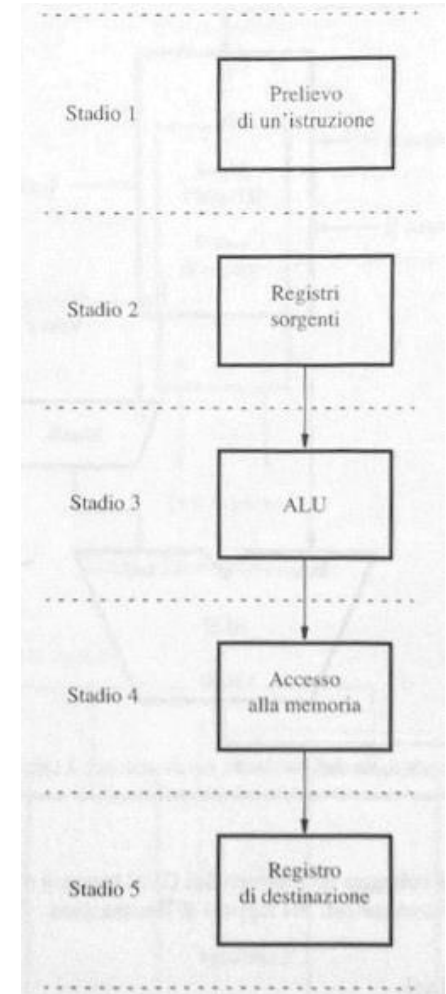 Stadio 1
Prelievo
di un'istruzione
Stadio 2
Registri
sorgenti
Stadio 3
ALU
Stadio 4
Accesso
alla memoria
Stadio 5
Registro
di destinazione